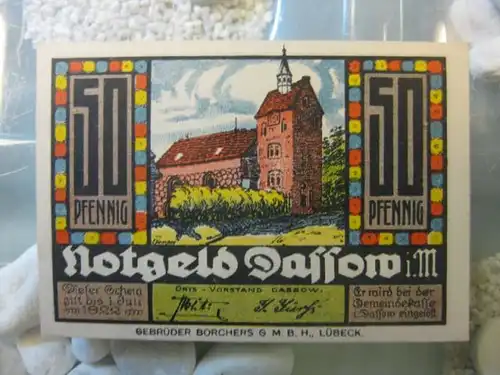 50 PFENNIG
50 PFENNIG
Notgeld Dassow i. M
Dieser Schein
gilt bis 1. Juli
1922
ORTS-VORSTAND DASSOW.
Er wird bei der
Gemeindekasse
i. Dassow eingelöst
GEBRÜDER BORCHERS G. M. B. H., LÜBECK.